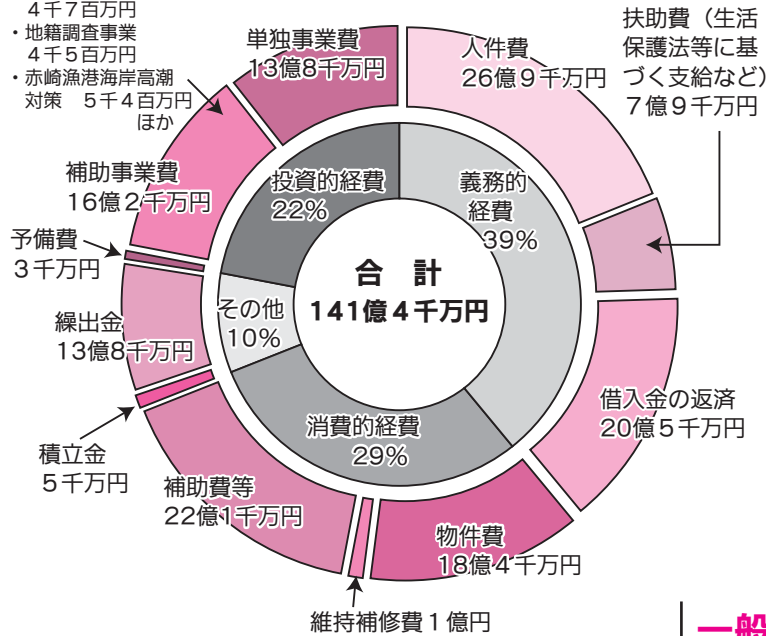 4千7百万円
・地籍調査事業
4千5百万円
・赤崎漁港海岸高潮
対策 5千4百万円
ほか
単独事業費
13億8千万円
人件費
26億9千万円
扶助費（生活
保護法等に基
づく支給など）
7億9千万円
補助事業費
16億2千万円
投資的経費
22%
義務的
経費
39%
予備費
3千万円
合 計
141億4千万円
その他
10%
繰出金
13億8千万円
借入金の返済
20億5千万円
消費的経費
29%
積立金
5千万円
補助費等
22億1千万円
物件費
18億4千万円
維持補修費1億円
一般